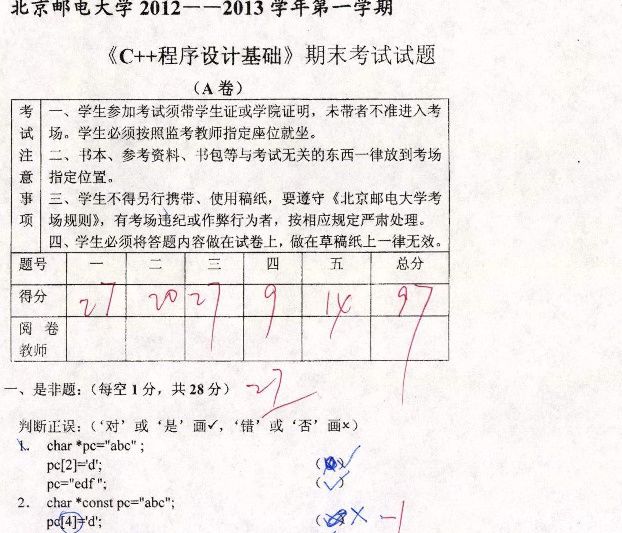 北京邮电大学 2012——2013 学年第一学期
《C++程序设计基础》期末考试试题
（A 卷）
考试注意事项
一、学生参加考试须带学生证或学院证明，未带者不准进入考
场。学生必须按照监考教师指定座位就坐。
二、书本、参考资料、书包等与考试无关的东西一律放到考场
指定位置。
三、学生不得另行携带、使用稿纸，要遵守《北京邮电大学考
场规则》，有考场违纪或作弊行为者，按相应规定严肃处理。
四、学生必须将答题内容做在试卷上，做在草稿纸上一律无效。
题号 一 二 三 四 五 总分
得分 27 20 27 9 14 97
阅 卷
教师
一、是非题：（每空 1 分，共 28 分） 27
判断正误：（‘对’或‘是’画✓，‘错’或‘否’画×）
1. char *pc="abc" ;
pc[2]='d'; ( ) ✓
pc="edf "; (✓)
2. char *const pc="abc";
pc[4]='d'; ( ) × -1